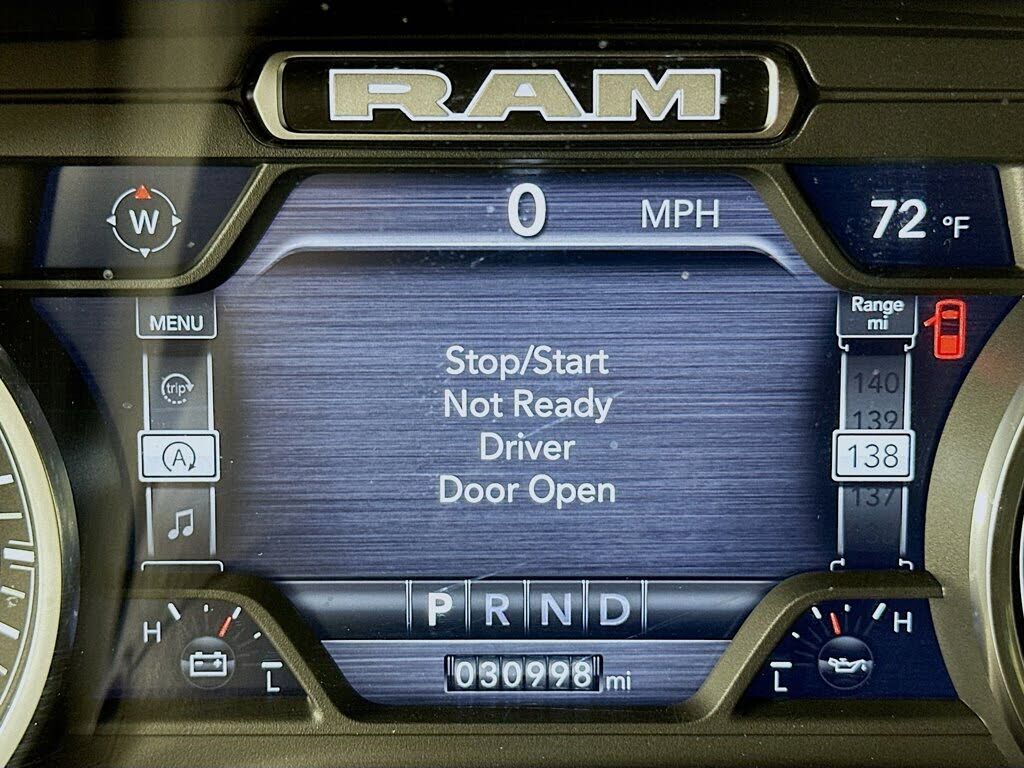 RAM
W
0 MPH
72 °F
MENU
Range
mi
trip
140
139
A
138
137
Stop/Start
Not Ready
Driver
Door Open
P R N D
H
L
030998 mi
L
H